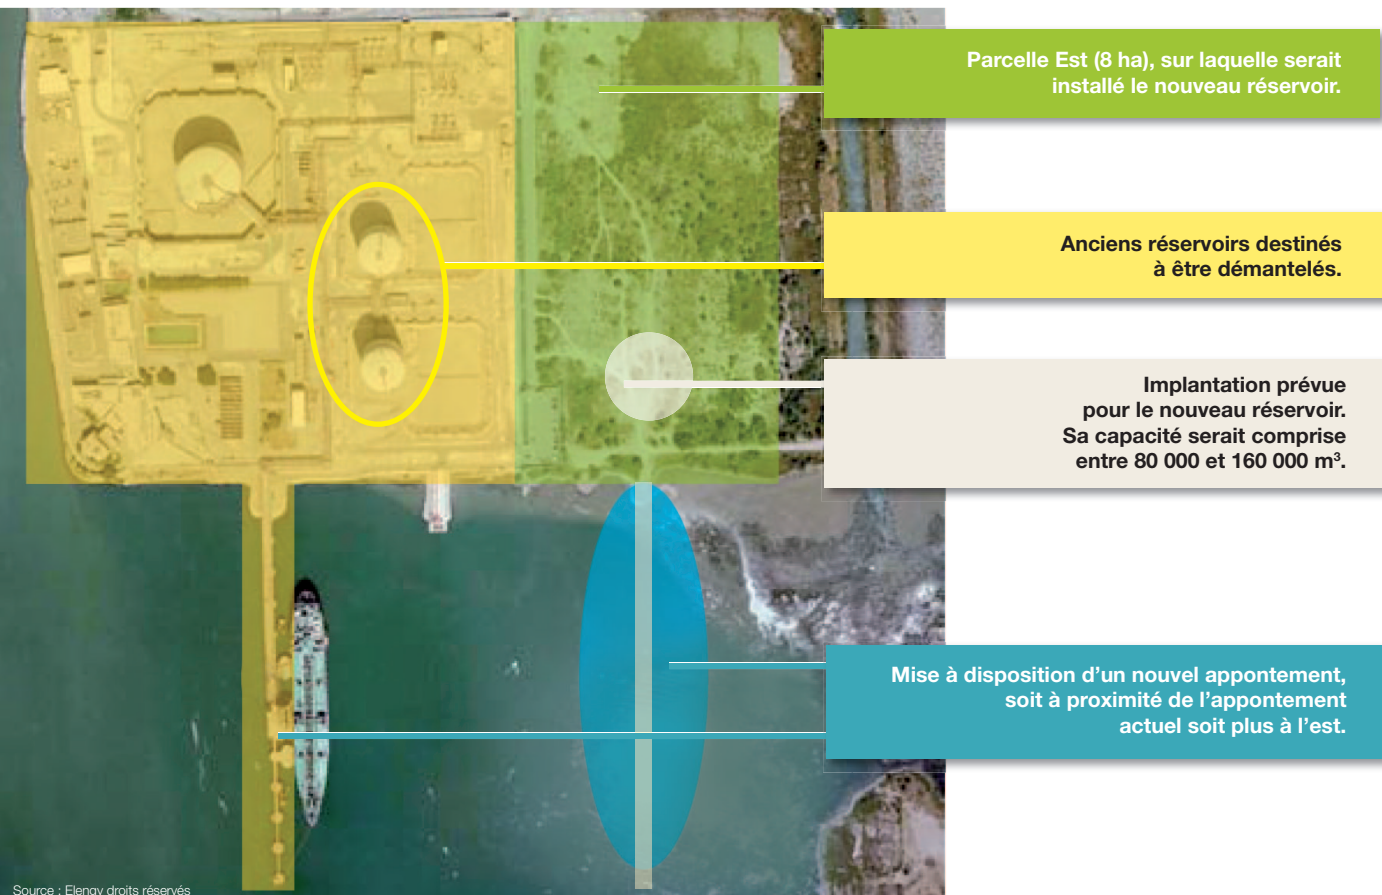 Parcelle Est (8 ha), sur laquelle serait
installé le nouveau réservoir.
Anciens réservoirs destinés
à être démantelés.
Implantation prévue
pour le nouveau réservoir.
Sa capacité serait comprise
entre 80 000 et 160 000 m³.
Mise à disposition d’un nouvel appontement,
soit à proximité de l’appontement
actuel soit plus à l’est.
Source : Elengy droits réservés